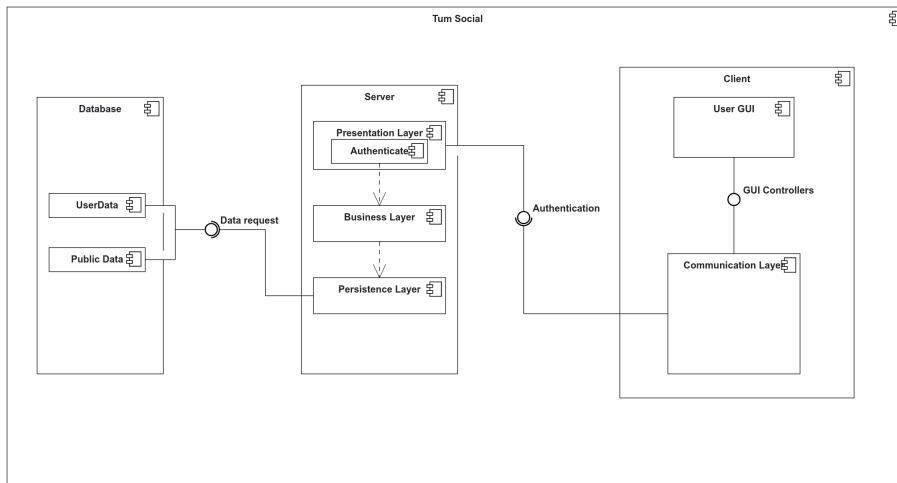 Tum Social
Database
UserData
Public Data
Data request
Server
Presentation Layer
Authenticate
Business Layer
Persistence Layer
Authentication
Client
User GUI
GUI Controllers
Communication Layer